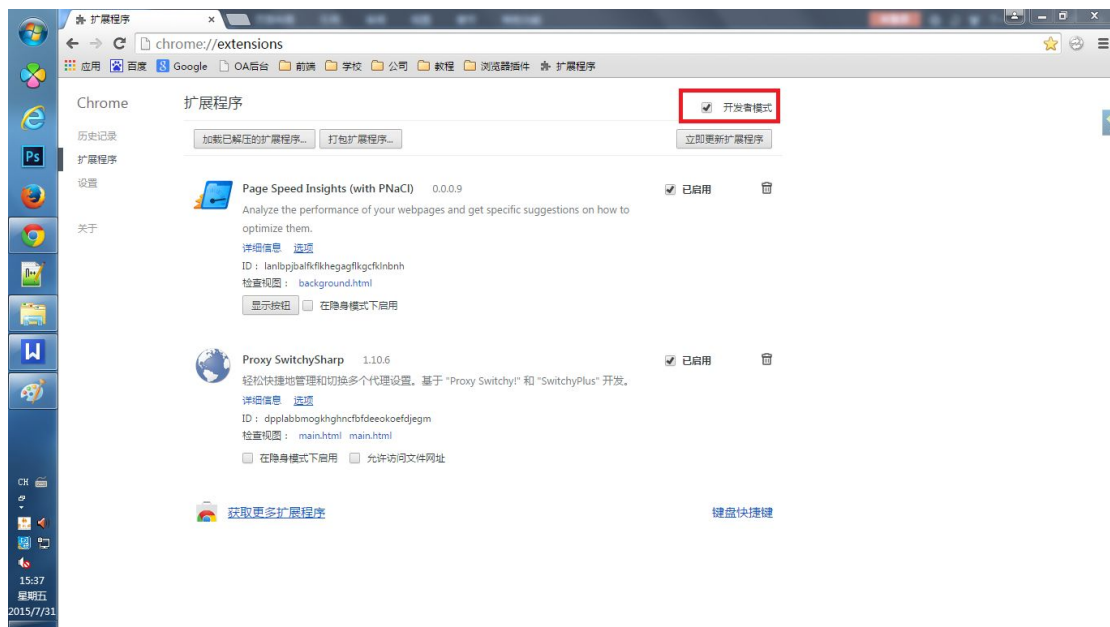 扩展程序
chrome://extensions
应用 百度 Google OA后台 前端 学校 公司 教程 浏览器插件 扩展程序
Chrome
历史记录
扩展程序
设置
关于
扩展程序
开发者模式
加载已解压的扩展程序... 打包扩展程序... 立即更新扩展程序
Page Speed Insights (with PNaCl) 0.0.0.9 已启用
Analyze the performance of your webpages and get specific suggestions on how to
optimize them.
详细信息 选项
ID： lanlbpjbalfkflkhegagflkgcfklnbnh
检查视图： background.html
显示按钮 在隐身模式下启用
Proxy SwitchySharp 1.10.6 已启用
轻松快捷地管理和切换多个代理设置。基于 "Proxy Switchy!" 和 "SwitchyPlus" 开发。
详细信息 选项
ID： dpplabbmogkhghncfbfdeeokoefdjegm
检查视图： main.html main.html
在隐身模式下启用 允许访问文件网址
获取更多扩展程序 键盘快捷键
Ps
CH
15:37
星期五
2015/7/31